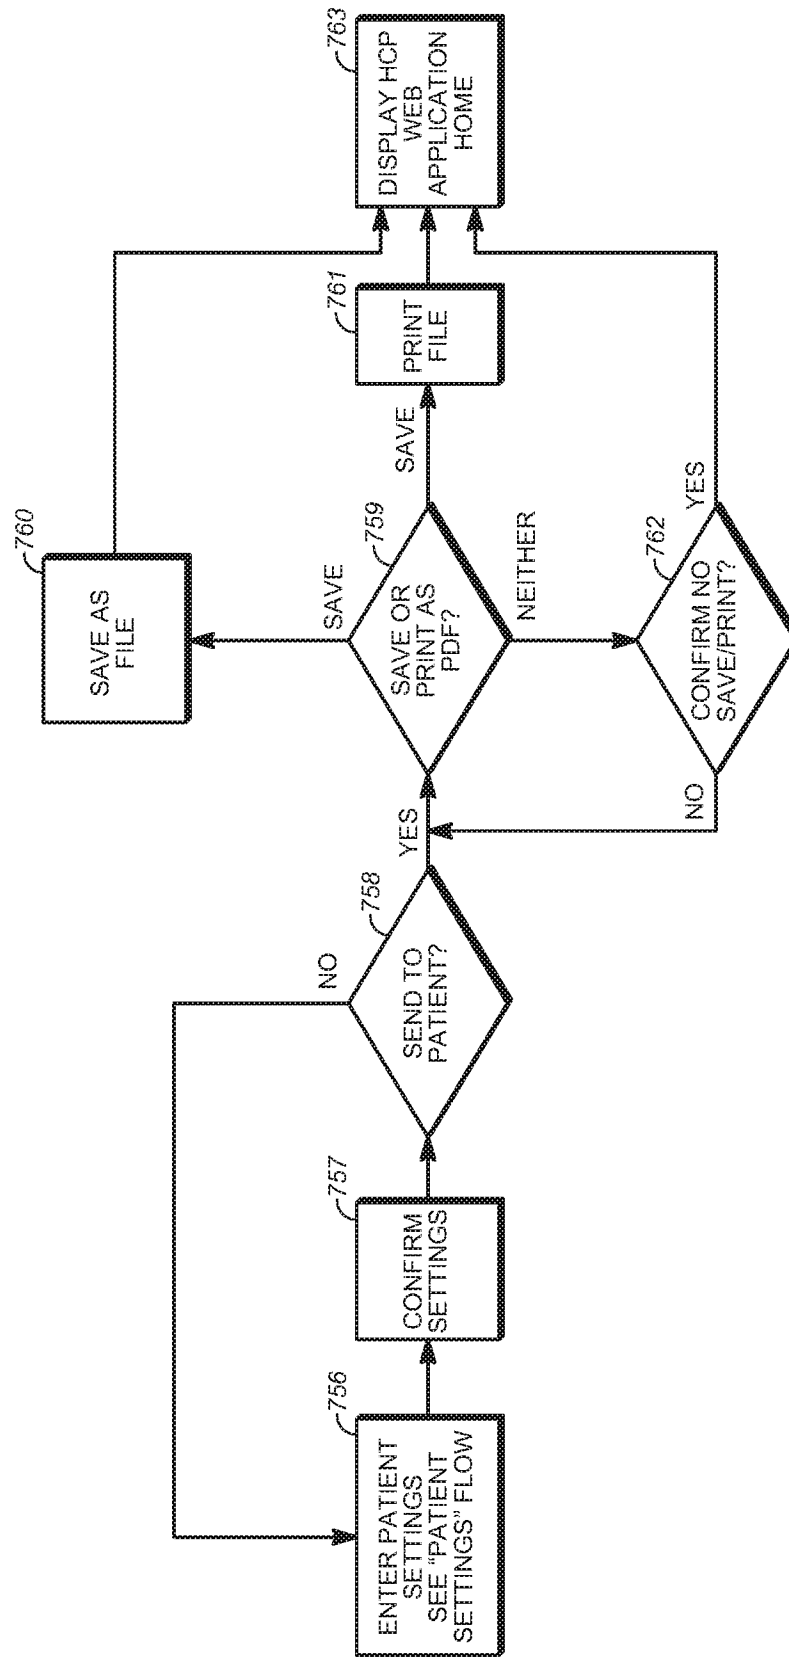 756
ENTER PATIENT
SETTINGS
SEE "PATIENT
SETTINGS" FLOW
757
CONFIRM
SETTINGS
758
SEND TO
PATIENT?
NO
YES
759
SAVE OR
PRINT AS
PDF?
SAVE
760
SAVE AS
FILE
SAVE
761
PRINT
FILE
NEITHER
762
CONFIRM NO
SAVE/PRINT?
NO
YES
763
DISPLAY HCP
WEB
APPLICATION
HOME